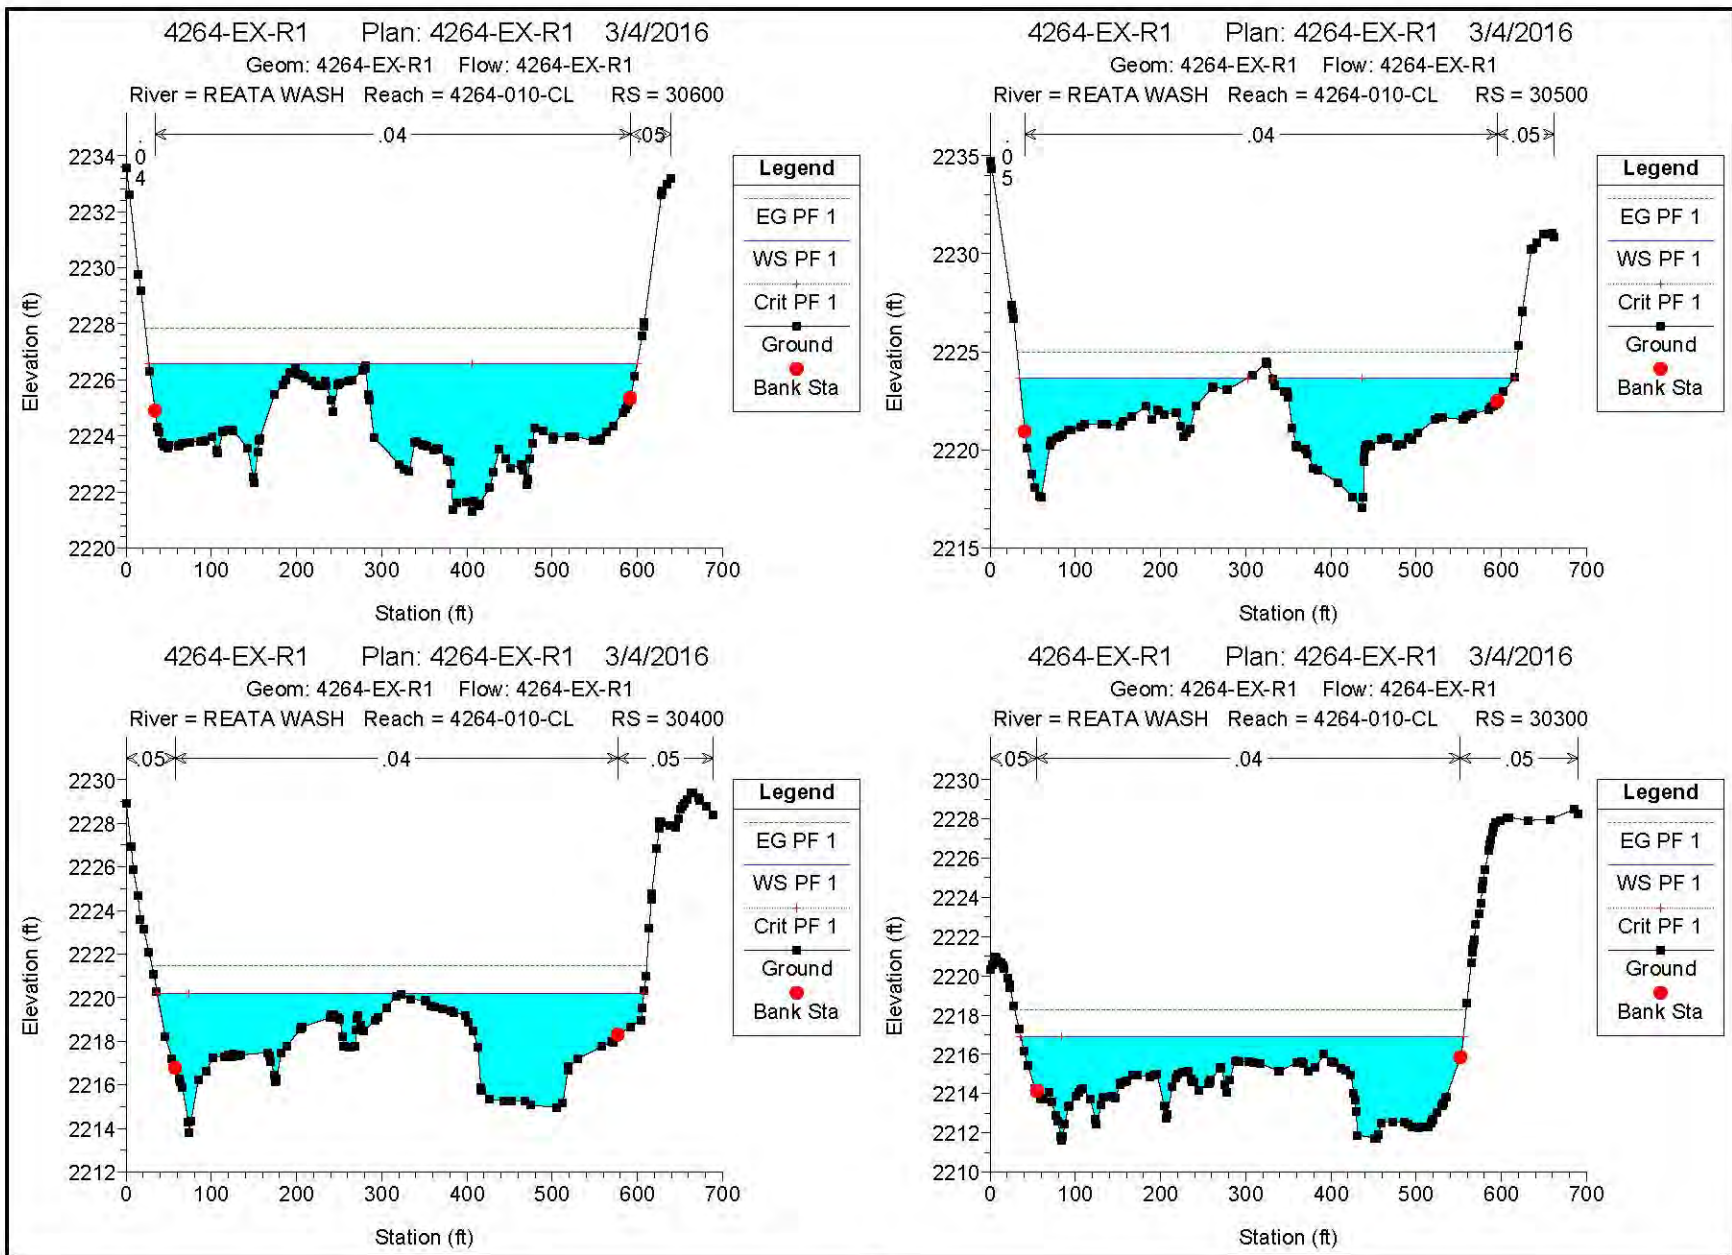 4264-EX-R1 Plan: 4264-EX-R1 3/4/2016
Geom: 4264-EX-R1 Flow: 4264-EX-R1
River = REATA WASH Reach = 4264-010-CL RS = 30600
.04
.04
.05
Elevation (ft)
2234
2232
2230
2228
2226
2224
2222
2220
0 100 200 300 400 500 600 700
Station (ft)
Legend
EG PF 1
WS PF 1
Crit PF 1
Ground
Bank Sta
4264-EX-R1 Plan: 4264-EX-R1 3/4/2016
Geom: 4264-EX-R1 Flow: 4264-EX-R1
River = REATA WASH Reach = 4264-010-CL RS = 30500
.05
.04
.05
Elevation (ft)
2235
2230
2225
2220
2215
0 100 200 300 400 500 600 700
Station (ft)
Legend
EG PF 1
WS PF 1
Crit PF 1
Ground
Bank Sta
4264-EX-R1 Plan: 4264-EX-R1 3/4/2016
Geom: 4264-EX-R1 Flow: 4264-EX-R1
River = REATA WASH Reach = 4264-010-CL RS = 30400
.05
.04
.05
Elevation (ft)
2230
2228
2226
2224
2222
2220
2218
2216
2214
2212
0 100 200 300 400 500 600 700
Station (ft)
Legend
EG PF 1
WS PF 1
Crit PF 1
Ground
Bank Sta
4264-EX-R1 Plan: 4264-EX-R1 3/4/2016
Geom: 4264-EX-R1 Flow: 4264-EX-R1
River = REATA WASH Reach = 4264-010-CL RS = 30300
.05
.04
.05
Elevation (ft)
2230
2228
2226
2224
2222
2220
2218
2216
2214
2212
2210
0 100 200 300 400 500 600 700
Station (ft)
Legend
EG PF 1
WS PF 1
Crit PF 1
Ground
Bank Sta